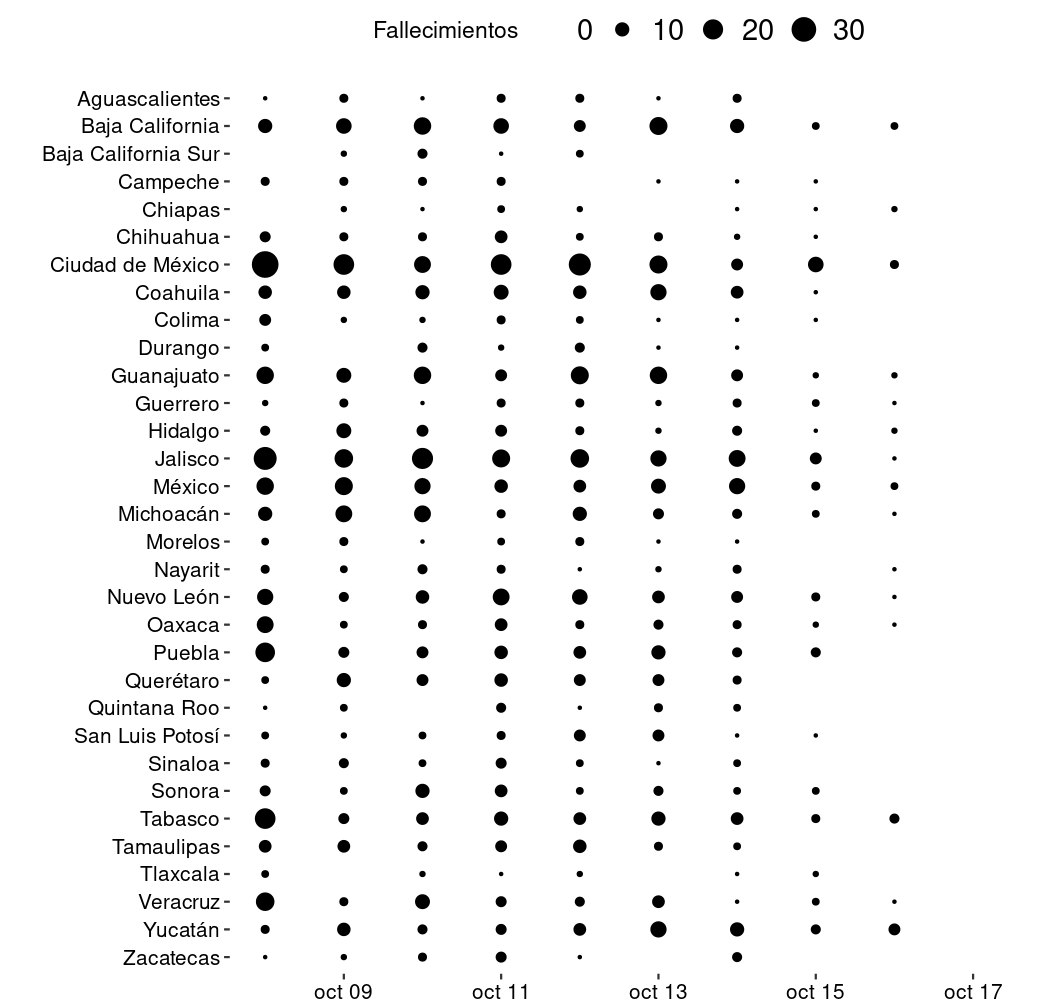 Fallecimientos 0 10 20 30
Aguascalientes
Baja California
Baja California Sur
Campeche
Chiapas
Chihuahua
Ciudad de México
Coahuila
Colima
Durango
Guanajuato
Guerrero
Hidalgo
Jalisco
México
Michoacán
Morelos
Nayarit
Nuevo León
Oaxaca
Puebla
Querétaro
Quintana Roo
San Luis Potosí
Sinaloa
Sonora
Tabasco
Tamaulipas
Tlaxcala
Veracruz
Yucatán
Zacatecas
oct 09 oct 11 oct 13 oct 15 oct 17